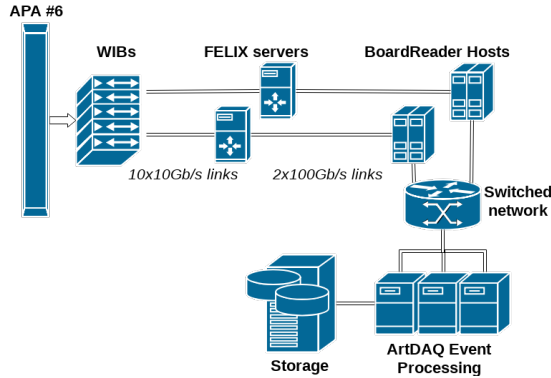 APA #6
WIBs
FELIX servers
BoardReader Hosts
10x10Gb/s links
2x100Gb/s links
Switched
network
Storage
ArtDAQ Event
Processing